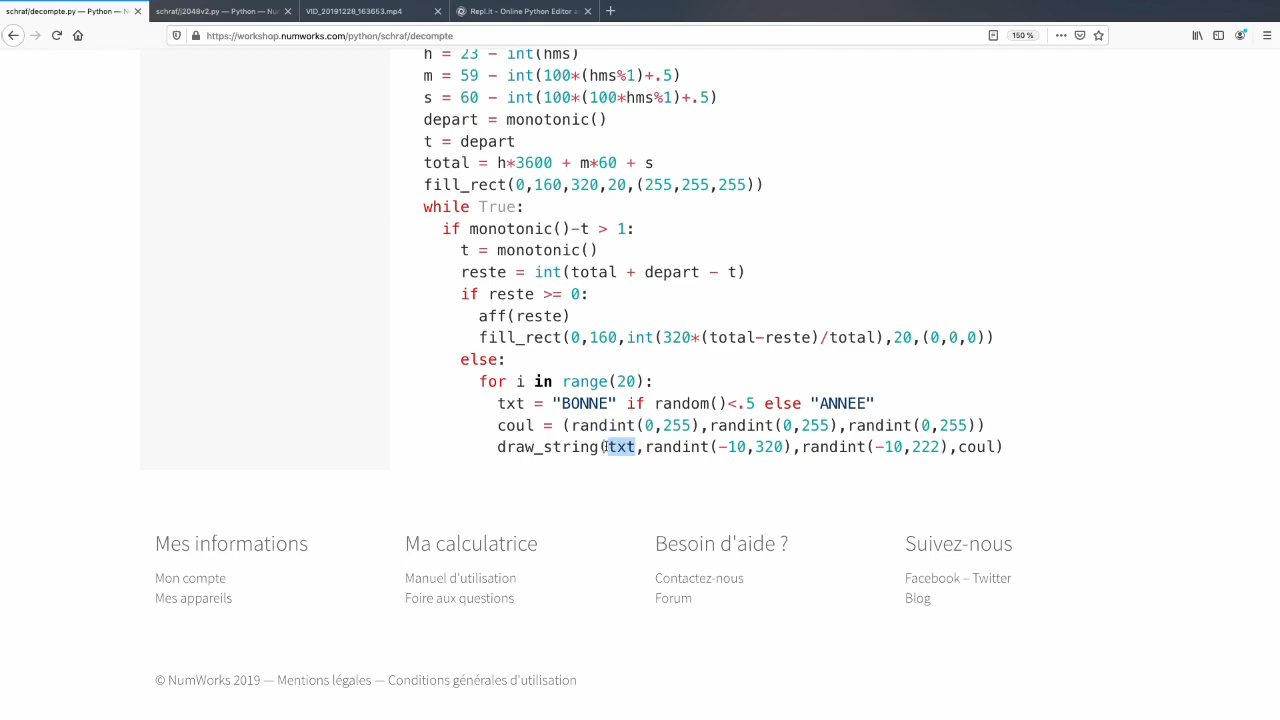 schraf/decompte.py — Python — N
schraf/j2048v2.py — Python — Nu
VID_20191228_163653.mp4
Repl.it - Online Python Editor a
https://workshop.numworks.com/python/schraf/decompte
150 %
h = 23 - int(hms)
m = 59 - int(100*(hms%1)+.5)
s = 60 - int(100*(100*hms%1)+.5)
depart = monotonic()
t = depart
total = h*3600 + m*60 + s
fill_rect(0,160,320,20,(255,255,255))
while True:
if monotonic()-t > 1:
t = monotonic()
reste = int(total + depart - t)
if reste >= 0:
aff(reste)
fill_rect(0,160,int(320*(total-reste)/total),20,(0,0,0))
else:
for i in range(20):
txt = "BONNE" if random()<.5 else "ANNEE"
coul = (randint(0,255),randint(0,255),randint(0,255))
draw_string(txt,randint(-10,320),randint(-10,222),coul)
Mes informations
Mon compte
Mes appareils
Ma calculatrice
Manuel d'utilisation
Foire aux questions
Besoin d'aide ?
Contactez-nous
Forum
Suivez-nous
Facebook – Twitter
Blog
© NumWorks 2019 — Mentions légales — Conditions générales d'utilisation